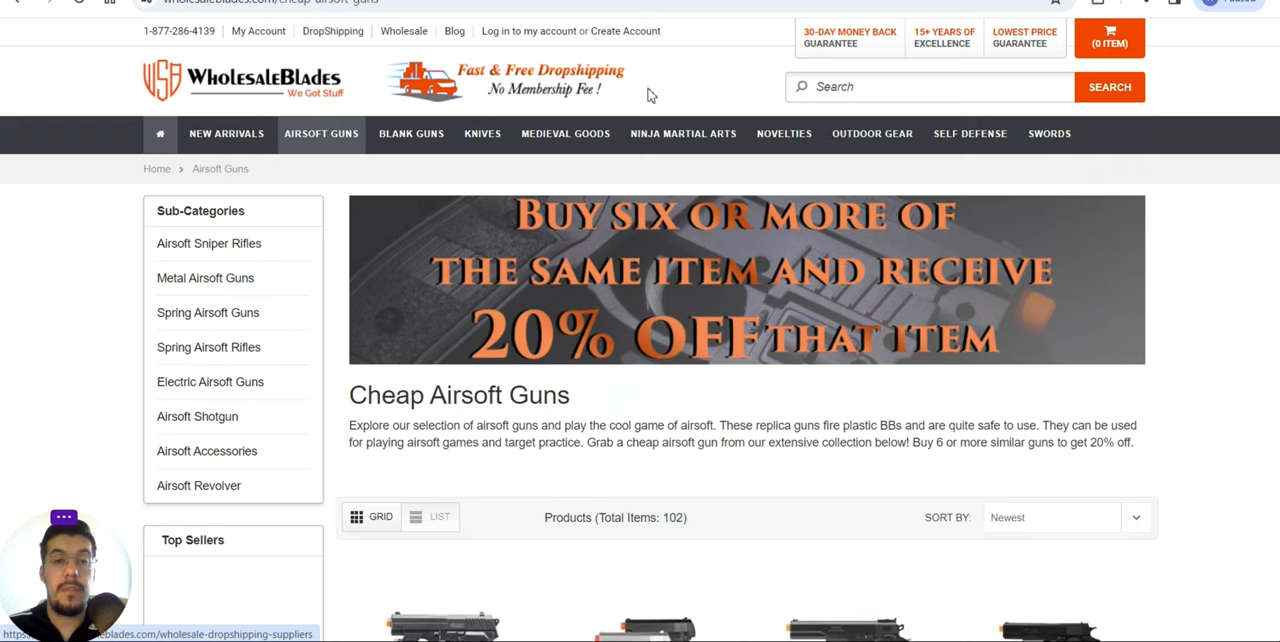 cheap-airsoft-guns
1-877-286-4139 My Account DropShipping Wholesale Blog Log in to my account or Create Account
30-DAY MONEY BACK GUARANTEE
15+ YEARS OF EXCELLENCE
LOWEST PRICE GUARANTEE
(0 ITEM)
WHOLESALEBLADES
We Got Stuff
Fast & Free Dropshipping
No Membership Fee !
Search
SEARCH
NEW ARRIVALS AIRSOFT GUNS BLANK GUNS KNIVES MEDIEVAL GOODS NINJA MARTIAL ARTS NOVELTIES OUTDOOR GEAR SELF DEFENSE SWORDS
Home > Airsoft Guns
Sub-Categories
Airsoft Sniper Rifles
Metal Airsoft Guns
Spring Airsoft Guns
Spring Airsoft Rifles
Electric Airsoft Guns
Airsoft Shotgun
Airsoft Accessories
Airsoft Revolver
Top Sellers
BUY SIX OR MORE OF
THE SAME ITEM AND RECEIVE
20% OFF THAT ITEM
Cheap Airsoft Guns
Explore our selection of airsoft guns and play the cool game of airsoft. These replica guns fire plastic BBs and are quite safe to use. They can be used
for playing airsoft games and target practice. Grab a cheap airsoft gun from our extensive collection below! Buy 6 or more similar guns to get 20% off.
GRID LIST
Products (Total Items: 102)
SORT BY: Newest
blades.com/wholesale-dropshipping-suppliers